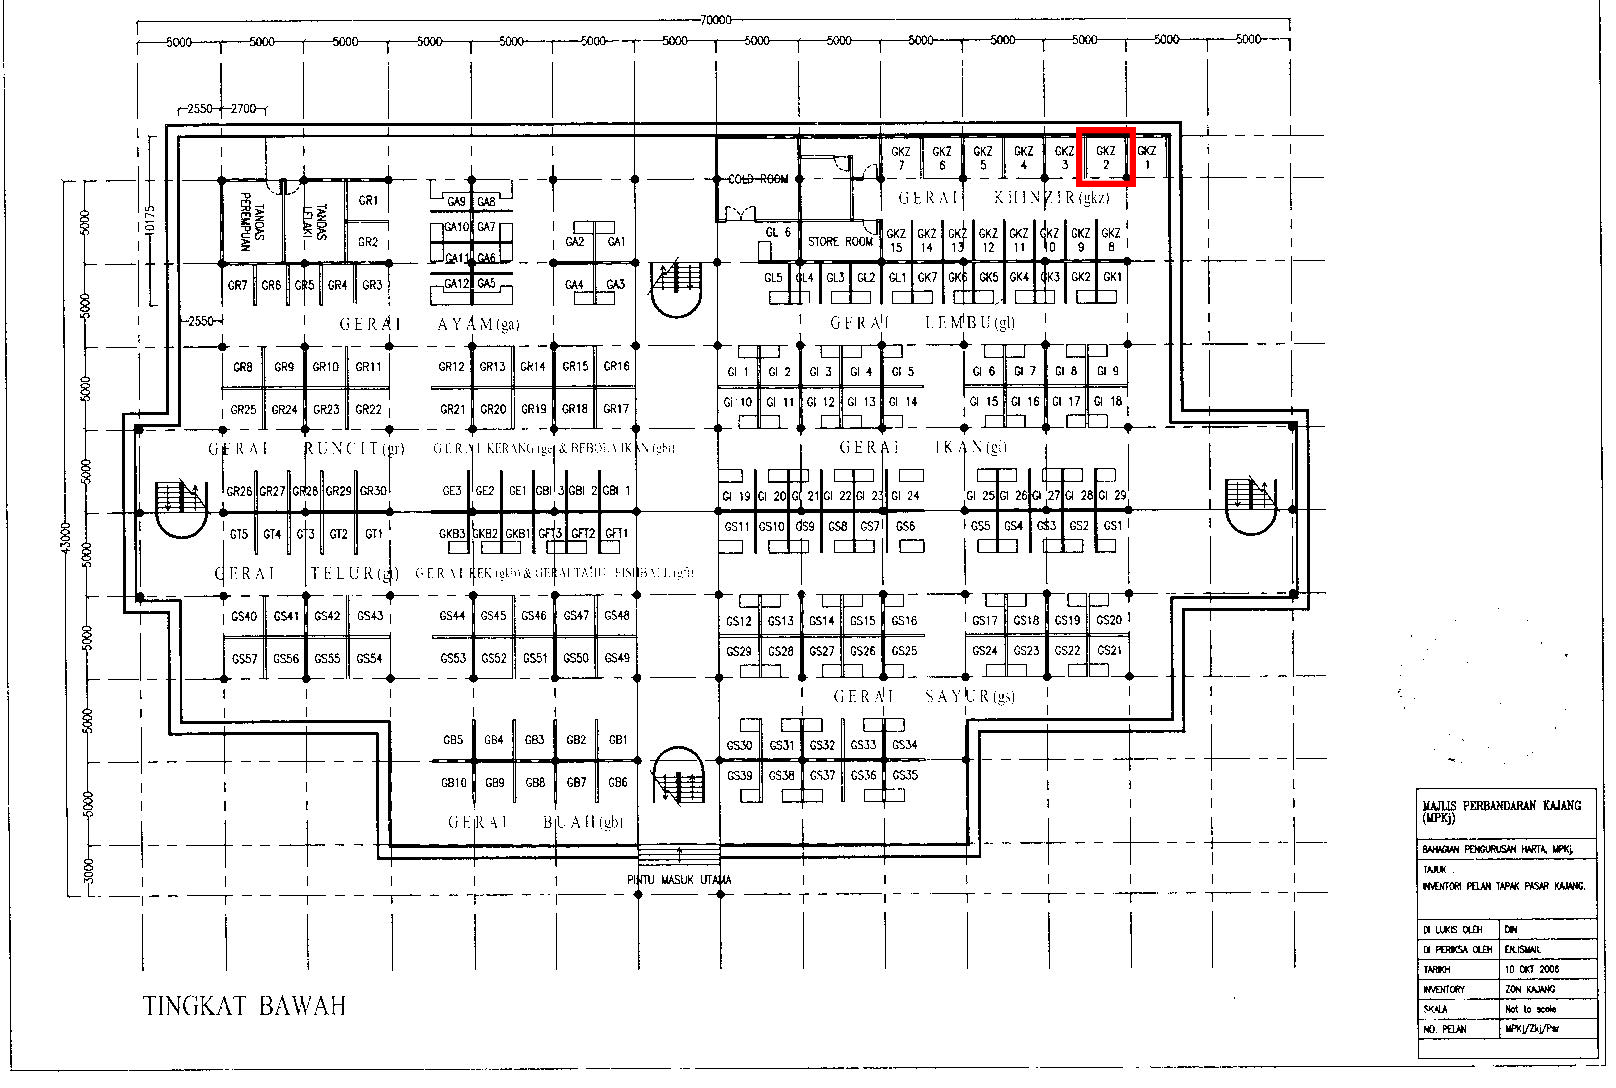 70000
5000 5000 5000 5000 5000 5000 5000 5000 5000 5000 5000 5000 5000 5000
2550 2700
10175
43000
5000
5000
5000
5000
5000
5000
5000
5000
3000
2550
TANDAS PEREMPUAN
TANDAS LELAKI
GR1
GR2
GR7 GR6 GR5 GR4 GR3
GA9 GA8
GA10 GA7
GA11 GA6
GA12 GA5
GA2 GA1
GA4 GA3
GERAI AYAM(ga)
COLD ROOM
STORE ROOM
GKZ 7 GKZ 6 GKZ 5 GKZ 4 GKZ 3 GKZ 2 GKZ 1
GERAI KHINZIR(gkz)
GL 6
GKZ 15 GKZ 14 GKZ 13 GKZ 12 GKZ 11 GKZ 10 GKZ 9 GKZ 8
GL5 GL4 GL3 GL2 GL1 GK7 GK6 GK5 GK4 GK3 GK2 GK1
GERAI LEMBU(gl)
GR8 GR9 GR10 GR11 GR12 GR13 GR14 GR15 GR16
GR25 GR24 GR23 GR22 GR21 GR20 GR19 GR18 GR17
GI 1 GI 2 GI 3 GI 4 GI 5 GI 6 GI 7 GI 8 GI 9
GI 10 GI 11 GI 12 GI 13 GI 14 GI 15 GI 16 GI 17 GI 18
GERAI RUNCIT(gr) GERAI KERANG(ge) & BEBOLA IKAN(gbi) GERAI IKAN(gi)
GR26 GR27 GR28 GR29 GR30 GE3 GE2 GE1 GBI 3 GBI 2 GBI 1
GT5 GT4 GT3 GT2 GT1 GKB3 GKB2 GKB1 GFT3 GFT2 GFT1
GI 19 GI 20 GI 21 GI 22 GI 23 GI 24 GI 25 GI 26 GI 27 GI 28 GI 29
GS11 GS10 GS9 GS8 GS7 GS6 GS5 GS4 GS3 GS2 GS1
GERAI TELUR(gt) GERAI KEK(gkb) & GERAI TAHU FISHBALL(gft)
GS40 GS41 GS42 GS43 GS44 GS45 GS46 GS47 GS48
GS57 GS56 GS55 GS54 GS53 GS52 GS51 GS50 GS49
GS12 GS13 GS14 GS15 GS16 GS17 GS18 GS19 GS20
GS29 GS28 GS27 GS26 GS25 GS24 GS23 GS22 GS21
GERAI SAYUR(gs)
GB5 GB4 GB3 GB2 GB1
GB10 GB9 GB8 GB7 GB6
GERAI BUAH(gb)
GS30 GS31 GS32 GS33 GS34
GS39 GS38 GS37 GS36 GS35
PINTU MASUK UTAMA
TINGKAT BAWAH
MAJLIS PERBANDARAN KAJANG
(MPKj)
BAHAGIAN PENGURUSAN HARTA, MPKj.
TAJUK :
INVENTORI PELAN TAPAK PASAR KAJANG.
DI LUKIS OLEH DIN
DI PERIKSA OLEH EN.ISMAIL
TARIKH 10 OKT 2006
INVENTORY ZON KAJANG
SKALA Not to scale
NO. PELAN MPKj/Zkj/Psr